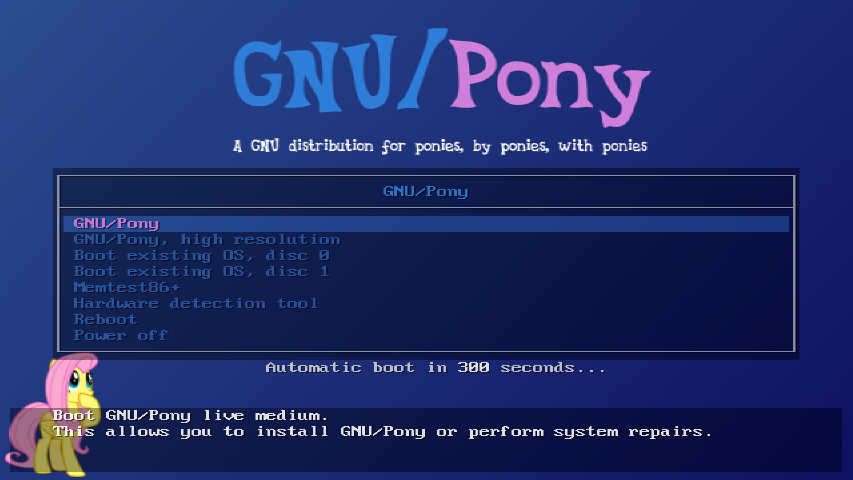 GNU/Pony
A GNU distribution for ponies, by ponies, with ponies
GNU/Pony
GNU/Pony
GNU/Pony, high resolution
Boot existing OS, disc 0
Boot existing OS, disc 1
Memtest86+
Hardware detection tool
Reboot
Power off
Automatic boot in 300 seconds...
Boot GNU/Pony live medium.
This allows you to install GNU/Pony or perform system repairs.